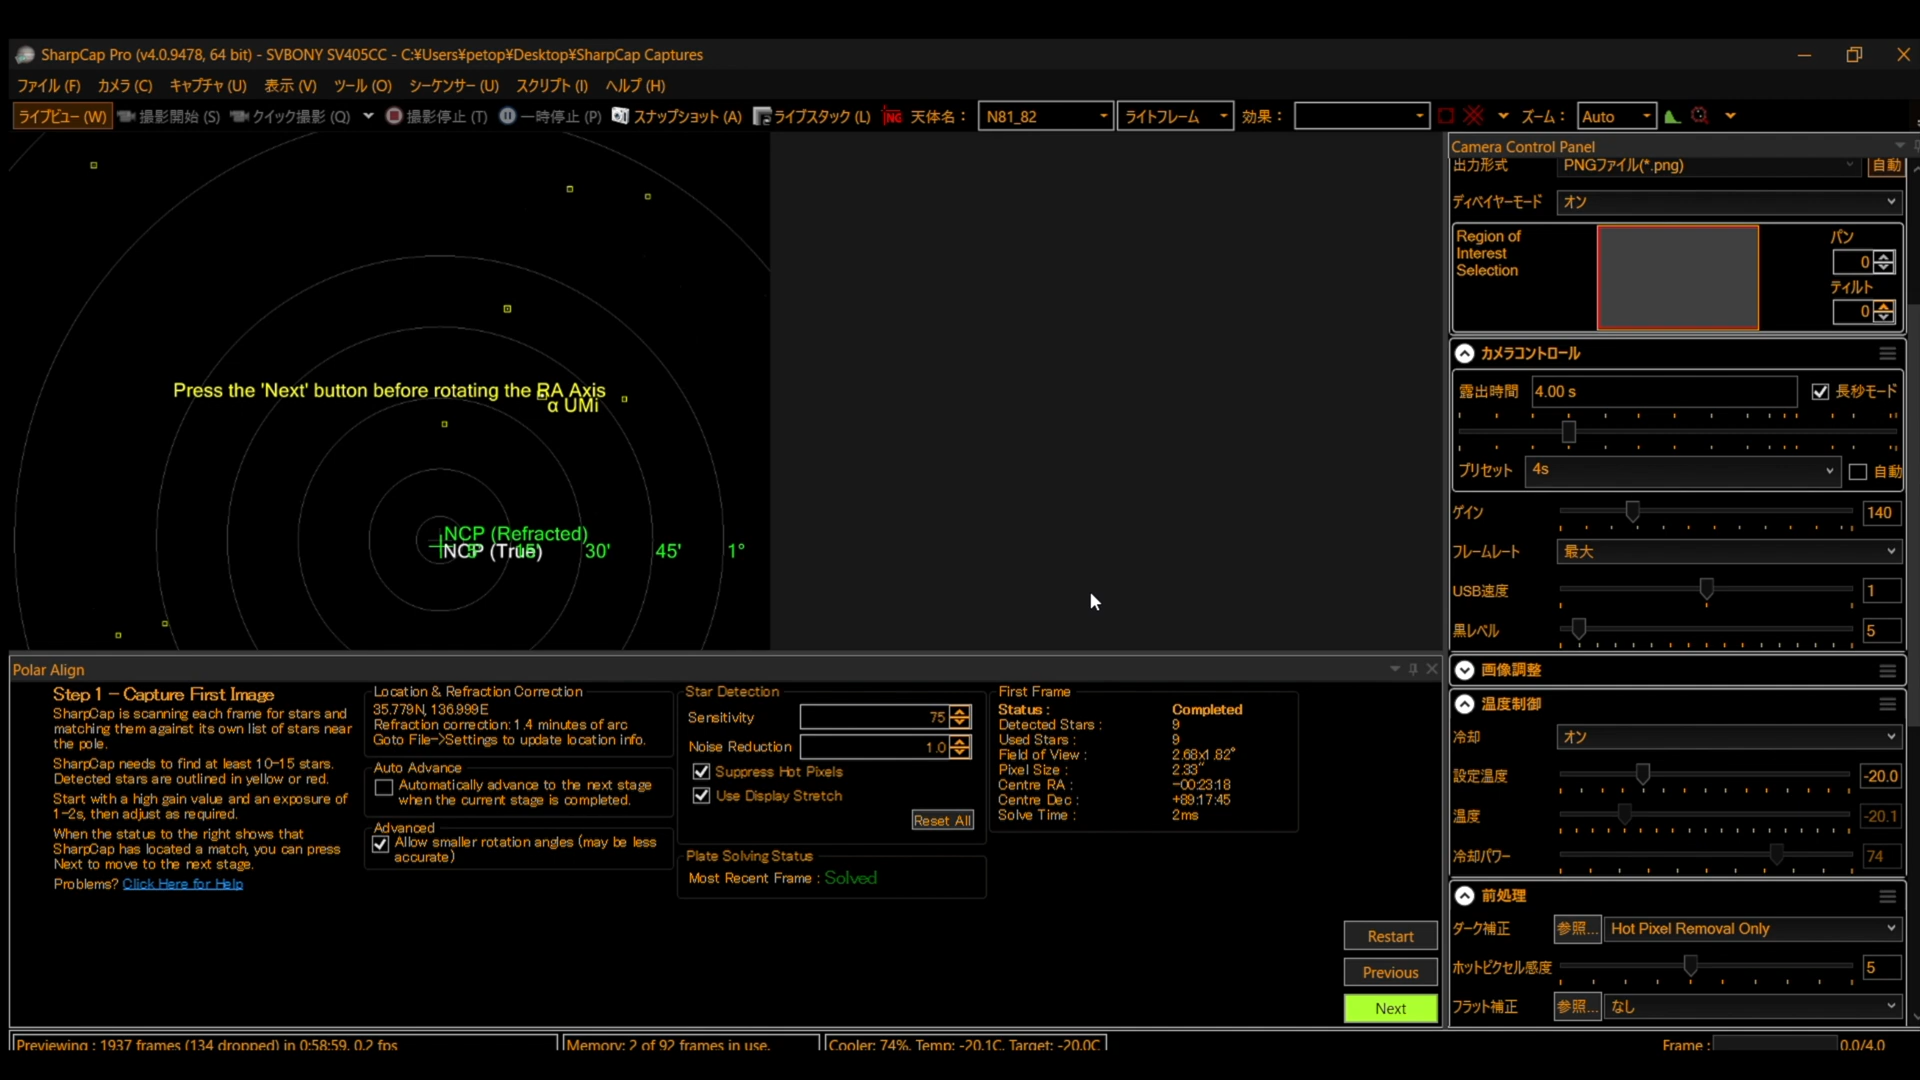 SharpCap Pro (v4.0.9478, 64 bit) - SVBONY SV405CC - C:¥Users¥petop¥Desktop¥SharpCap Captures
ファイル (F) カメラ (C) キャプチャ (U) 表示 (V) ツール (O) シーケンサー (U) スクリプト (I) ヘルプ (H)
ライブビュー (W) 撮影開始 (S) クイック撮影 (Q) 撮影停止 (T) 一時停止 (P) スナップショット (A) ライブスタック (L) 天体名： N81_82 ライトフレーム 効果： ズーム： Auto
Press the 'Next' button before rotating the RA Axis
α UMi
NCP (Refracted)
NCP (True) 30' 45' 1°
Camera Control Panel
出力形式 PNGファイル(*.png) 自動
ディベイヤーモード オン
Region of
Interest
Selection
パン
0
ティルト
0
カメラコントロール
露出時間 4.00 s 長秒モード
プリセット 4s 自動
ゲイン 140
フレームレート 最大
USB速度 1
黒レベル 5
画像調整
温度制御
冷却 オン
設定温度 -20.0
温度 -20.1
冷却パワー 74
前処理
ダーク補正 参照... Hot Pixel Removal Only
ホットピクセル感度 5
フラット補正 参照... なし
Polar Align
Step 1 - Capture First Image
SharpCap is scanning each frame for stars and
matching them against its own list of stars near
the pole.
SharpCap needs to find at least 10-15 stars.
Detected stars are outlined in yellow or red.
Start with a high gain value and an exposure of
1-2s, then adjust as required.
When the status to the right shows that
SharpCap has located a match, you can press
Next to move to the next stage.
Problems? Click Here for Help
Location & Refraction Correction
35.779N, 136.999E
Refraction correction: 1.4 minutes of arc
Goto File->Settings to update location info.
Auto Advance
Automatically advance to the next stage
when the current stage is completed.
Advanced
Allow smaller rotation angles (may be less
accurate)
Star Detection
Sensitivity 75
Noise Reduction 1.0
Suppress Hot Pixels
Use Display Stretch
Reset All
Plate Solving Status
Most Recent Frame : Solved
First Frame
Status : Completed
Detected Stars : 9
Used Stars : 9
Field of View : 2.68x1.82°
Pixel Size : 2.33"
Centre RA : -00:23:18
Centre Dec : +89:17:45
Solve Time : 2ms
Restart
Previous
Next
Previewing : 1937 frames (134 dropped) in 0:58:59, 0.2 fps Memory: 2 of 92 frames in use. Cooler: 74%, Temp: -20.1C, Target: -20.0C Frame : 0.0/4.0